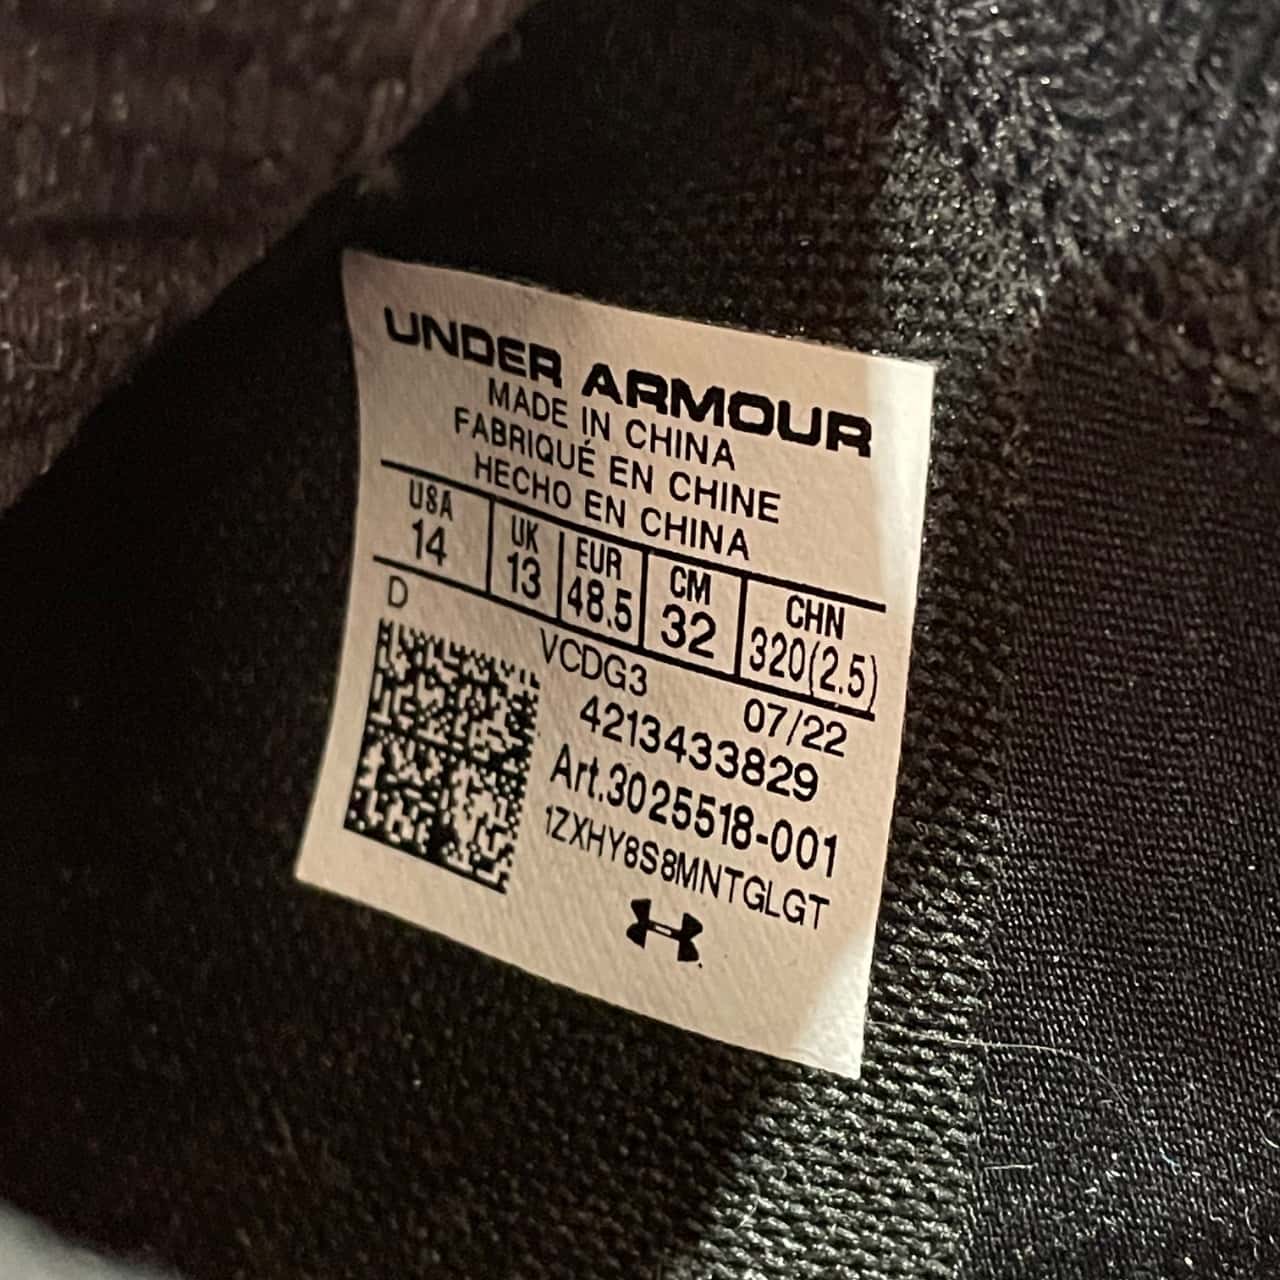 UNDER ARMOUR
MADE IN CHINA
FABRIQUÉ EN CHINE
HECHO EN CHINA
USA UK EUR CM CHN
14 13 48.5 32 320(2.5)
D VCDG3 07/22
4213433829
Art.3025518-001
1ZXHY8S8MNTGLGT